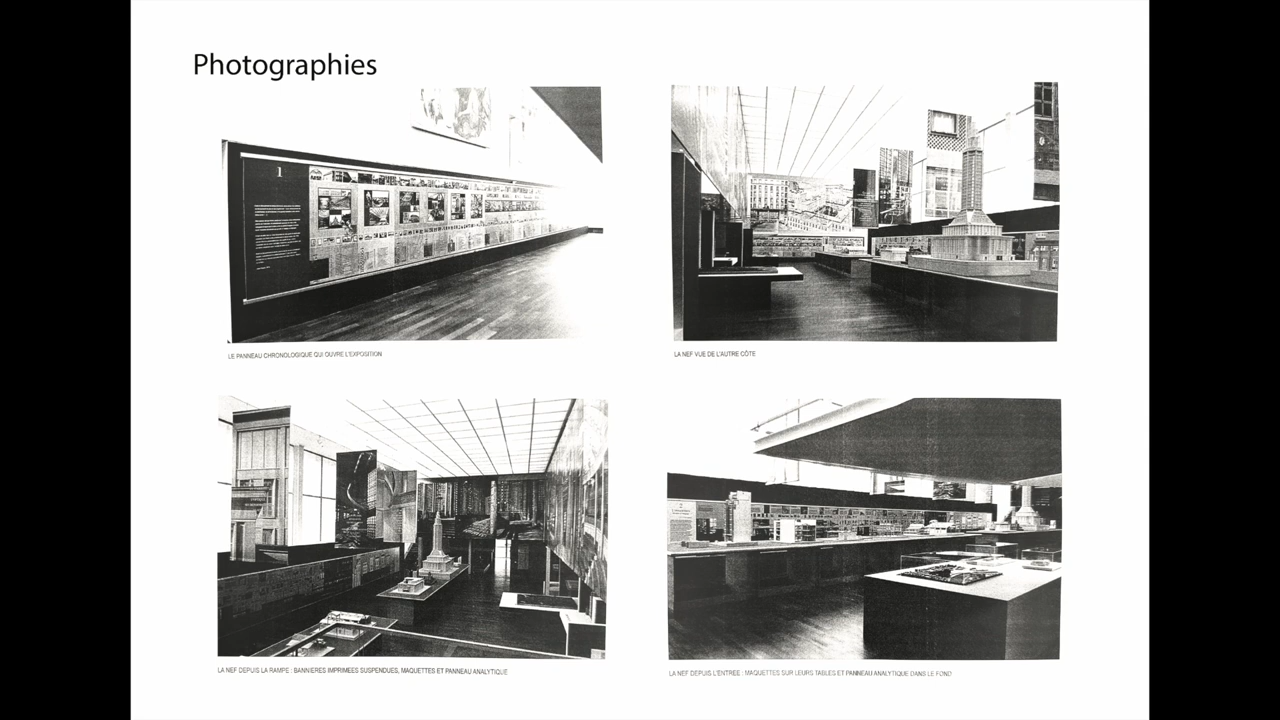 Photographies
1
LE PANNEAU CHRONOLOGIQUE QUI OUVRE L'EXPOSITION
LA NEF VUE DE L'AUTRE CÔTE
LA NEF DEPUIS LA RAMPE : BANNIERES IMPRIMEES SUSPENDUES, MAQUETTES ET PANNEAU ANALYTIQUE
LA NEF DEPUIS L'ENTREE : MAQUETTES SUR LEURS TABLES ET PANNEAU ANALYTIQUE DANS LE FOND